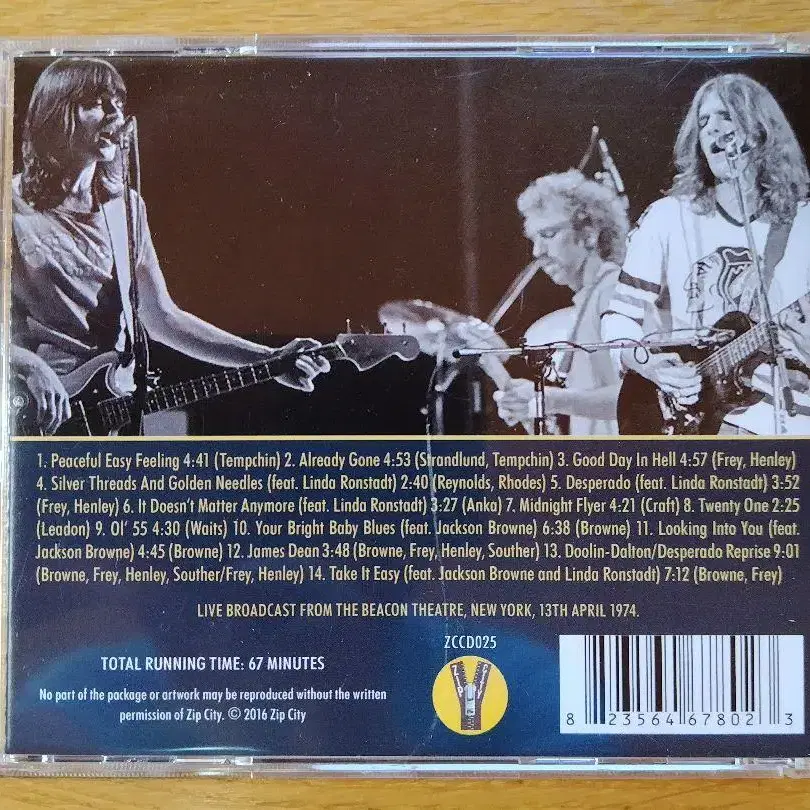 1. Peaceful Easy Feeling 4:41 (Tempchin) 2. Already Gone 4:53 (Strandlund, Tempchin) 3. Good Day In Hell 4:57 (Frey, Henley)
4. Silver Threads And Golden Needles (feat. Linda Ronstadt) 2:40 (Reynolds, Rhodes) 5. Desperado (feat. Linda Ronstadt) 3:52
(Frey, Henley) 6. It Doesn't Matter Anymore (feat. Linda Ronstadt) 3:27 (Anka) 7. Midnight Flyer 4:21 (Craft) 8. Twenty One 2:25
(Leadon) 9. Ol' 55 4:30 (Waits) 10. Your Bright Baby Blues (feat. Jackson Browne) 6:38 (Browne) 11. Looking Into You (feat.
Jackson Browne) 4:45 (Browne) 12. James Dean 3:48 (Browne, Frey, Henley, Souther) 13. Doolin-Dalton/Desperado Reprise 9:01
(Browne, Frey, Henley, Souther/Frey, Henley) 14. Take It Easy (feat. Jackson Browne and Linda Ronstadt) 7:12 (Browne, Frey)
LIVE BROADCAST FROM THE BEACON THEATRE, NEW YORK, 13TH APRIL 1974.
ZCCD025
TOTAL RUNNING TIME: 67 MINUTES
ZIP CITY
No part of the package or artwork may be reproduced without the written
permission of Zip City. © 2016 Zip City
8 23564 67802 3